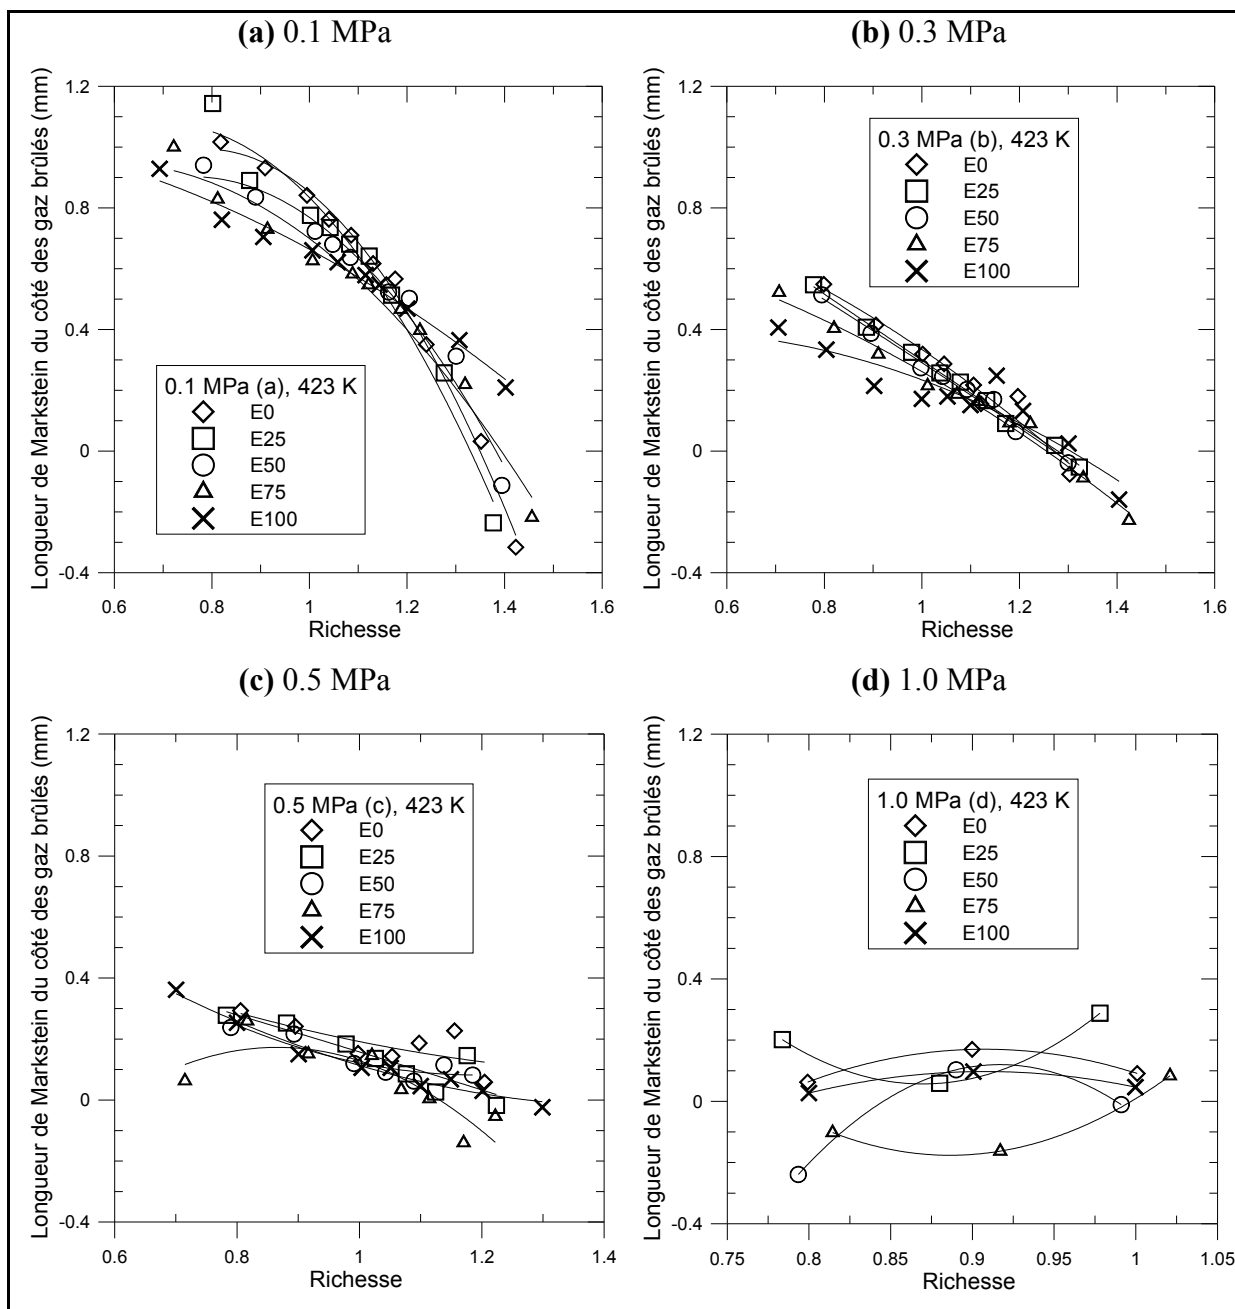 (a) 0.1 MPa
Longueur de Markstein du côté des gaz brûlés (mm)
1.2
0.8
0.4
0
-0.4
0.1 MPa (a), 423 K
E0
E25
E50
E75
E100
0.6 0.8 1 1.2 1.4 1.6
Richesse
(b) 0.3 MPa
Longueur de Markstein du côté des gaz brûlés (mm)
1.2
0.8
0.4
0
-0.4
0.3 MPa (b), 423 K
E0
E25
E50
E75
E100
0.6 0.8 1 1.2 1.4 1.6
Richesse
(c) 0.5 MPa
Longueur de Markstein du côté des gaz brûlés (mm)
1.2
0.8
0.4
0
-0.4
0.5 MPa (c), 423 K
E0
E25
E50
E75
E100
0.6 0.8 1 1.2 1.4
Richesse
(d) 1.0 MPa
Longueur de Markstein du côté des gaz brûlés (mm)
1.2
0.8
0.4
0
-0.4
1.0 MPa (d), 423 K
E0
E25
E50
E75
E100
0.75 0.8 0.85 0.9 0.95 1 1.05
Richesse